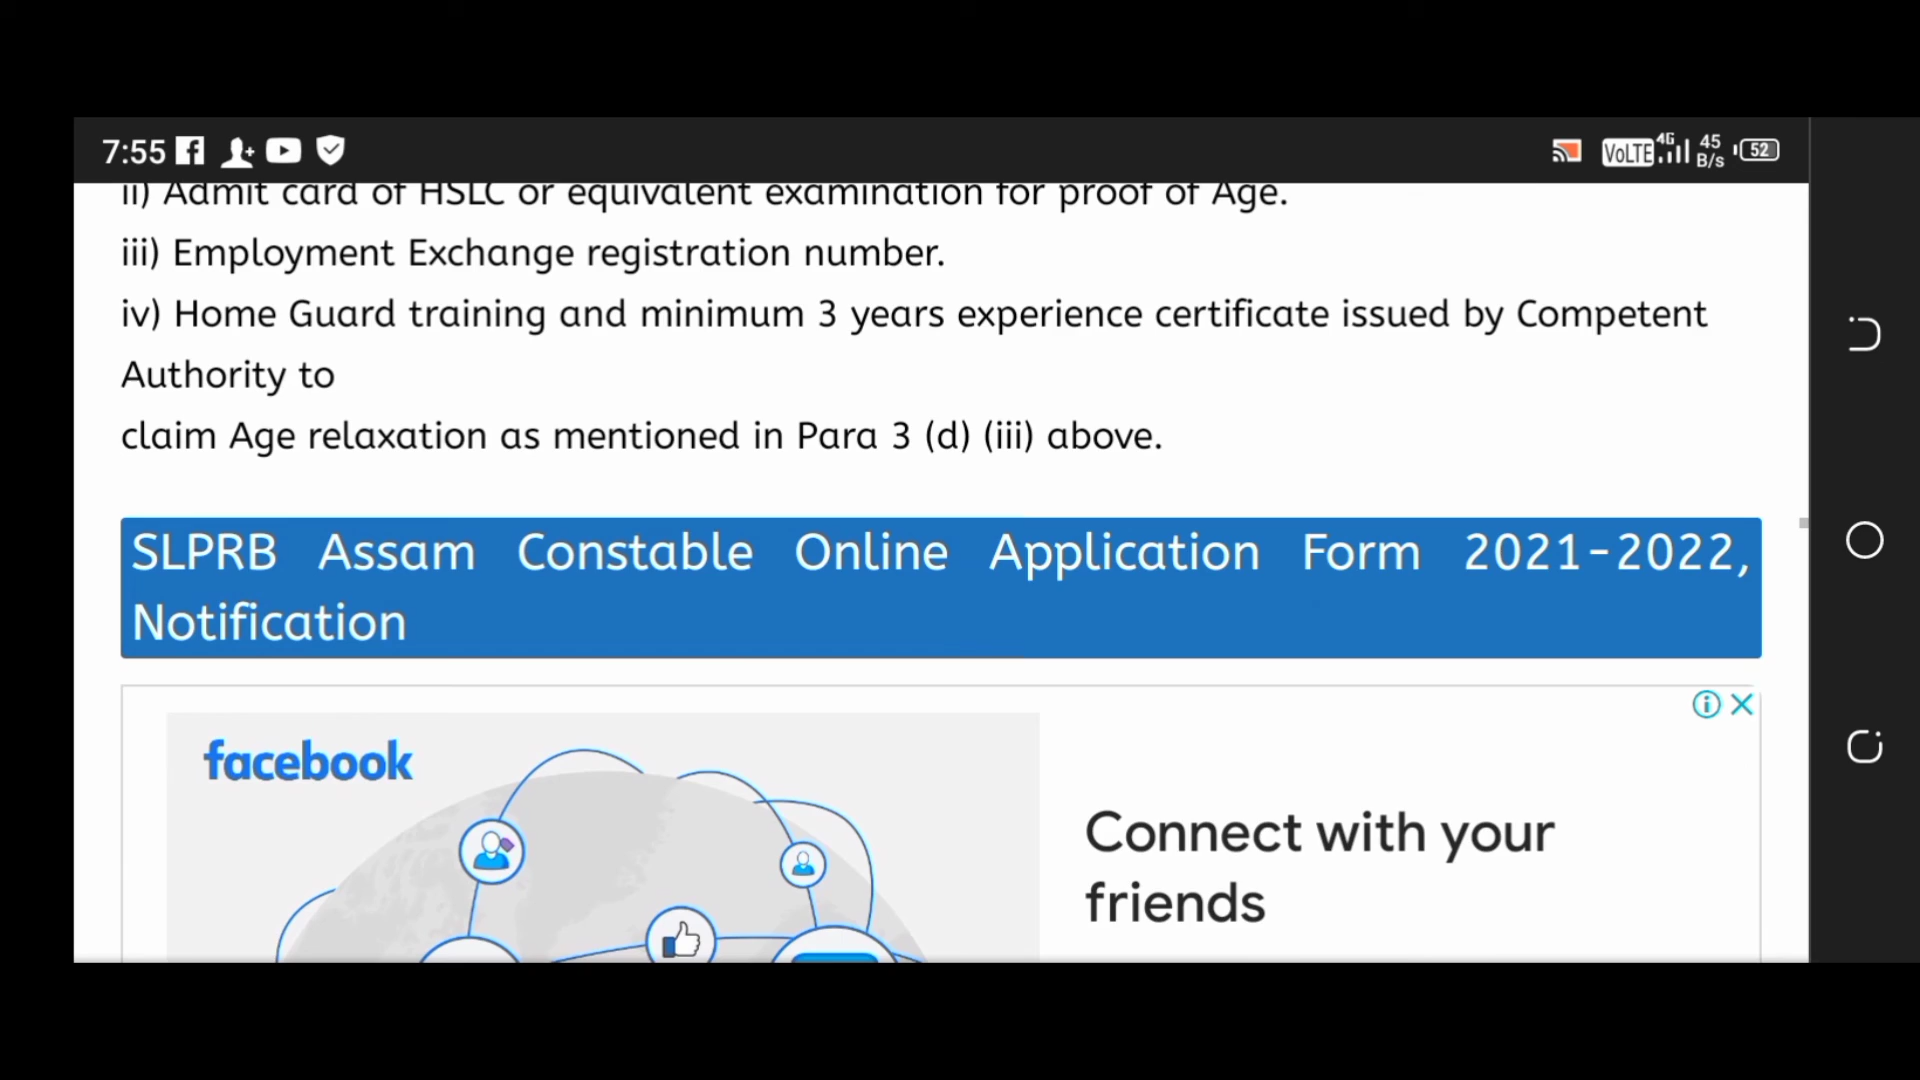 7:55 VoLTE 4G 45 B/s 52
ii) Admit card of HSLC or equivalent examination for proof of Age.
iii) Employment Exchange registration number.
iv) Home Guard training and minimum 3 years experience certificate issued by Competent
Authority to
claim Age relaxation as mentioned in Para 3 (d) (iii) above.
SLPRB Assam Constable Online Application Form 2021-2022,
Notification
facebook
Connect with your
friends